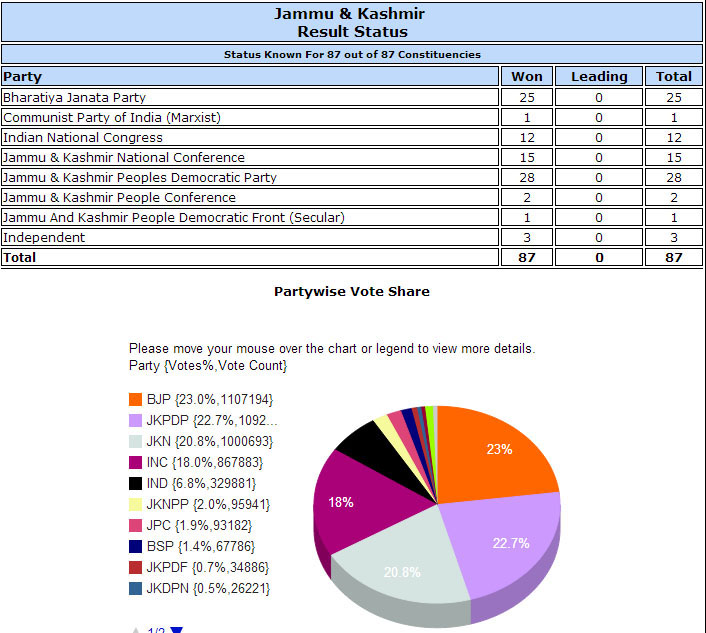 Jammu & Kashmir
Result Status
Status Known For 87 out of 87 Constituencies
Party Won Leading Total
Bharatiya Janata Party 25 0 25
Communist Party of India (Marxist) 1 0 1
Indian National Congress 12 0 12
Jammu & Kashmir National Conference 15 0 15
Jammu & Kashmir Peoples Democratic Party 28 0 28
Jammu & Kashmir People Conference 2 0 2
Jammu And Kashmir People Democratic Front (Secular) 1 0 1
Independent 3 0 3
Total 87 0 87
Partywise Vote Share
Please move your mouse over the chart or legend to view more details.
Party {Votes%,Vote Count}
BJP {23.0%,1107194}
JKPDP {22.7%,1092...
JKN {20.8%,1000693}
INC {18.0%,867883}
IND {6.8%,329881}
JKNPP {2.0%,95941}
JPC {1.9%,93182}
BSP {1.4%,67786}
JKPDF {0.7%,34886}
JKDPN {0.5%,26221}
1/2
23%
18%
22.7%
20.8%